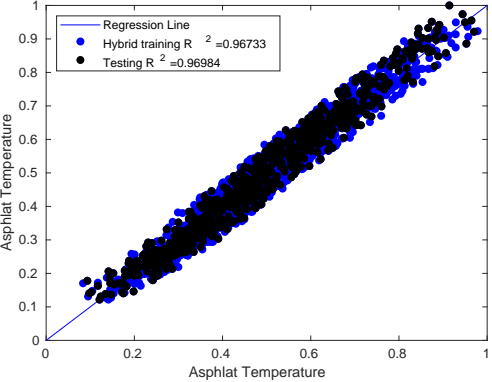 Regression Line
Hybrid training R 2 =0.96733
Testing R 2 =0.96984
1
0.9
0.8
0.7
0.6
0.5
0.4
0.3
0.2
0.1
0
Asphlat Temperature
0 0.2 0.4 0.6 0.8 1
Asphlat Temperature